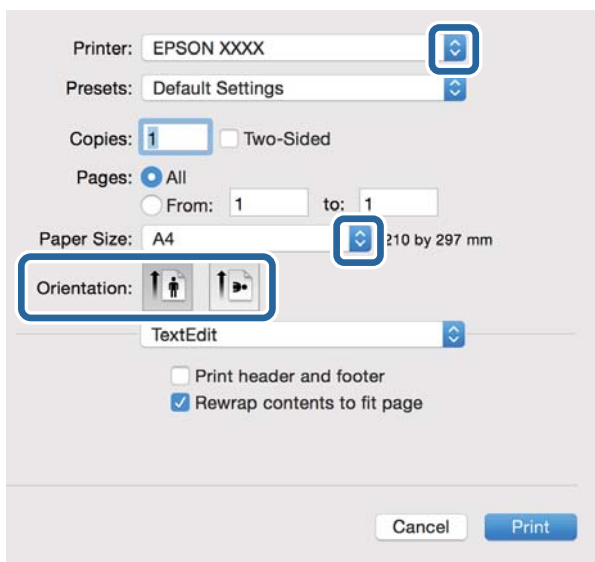 Printer: EPSON XXXX
Presets: Default Settings
Copies: 1 Two-Sided
Pages: All
From: 1 to: 1
Paper Size: A4 210 by 297 mm
Orientation:
TextEdit
Print header and footer
Rewrap contents to fit page
Cancel Print